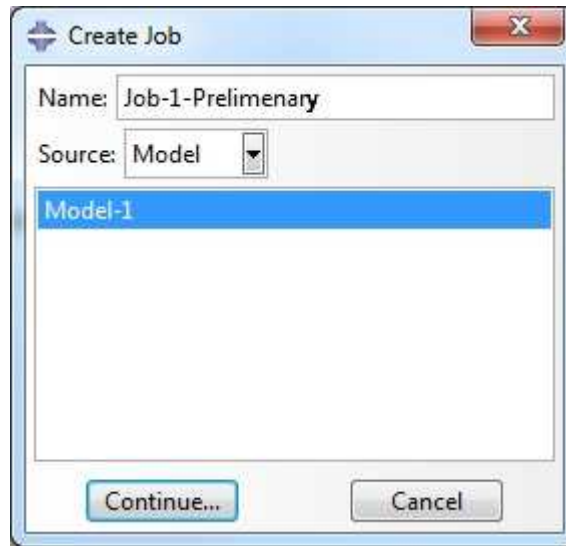 Create Job
Name: Job-1-Prelimenary
Source: Model
Model-1
Continue... Cancel